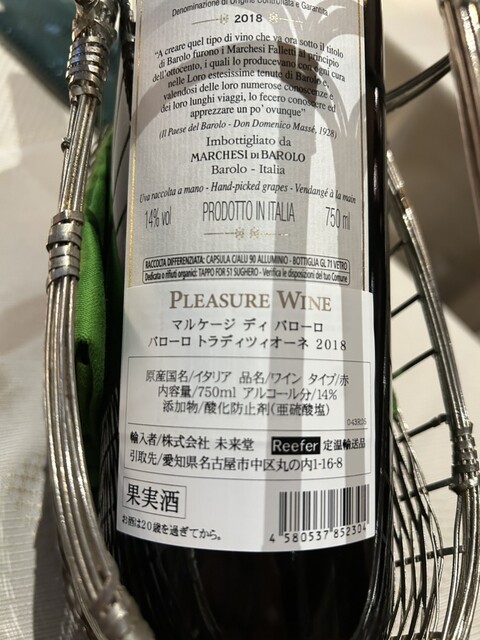 Denominazione di Origine Controllata e Garantita
2018
"A creare quel tipo di vino che va ora sotto il titolo
di Barolo furono i Marchesi Falletti al principio
dell'ottocento, i quali lo producevano con ogni cura
nelle Loro estesissime tenute di Barolo e
valendosi delle loro numerose conoscenze e
dei loro lunghi viaggi, lo fecero conoscere ed
apprezzare un po' ovunque"
(Il Paese del Barolo - Don Domenico Massè, 1928)
Imbottigliato da
MARCHESI DI BAROLO
Barolo - Italia
Uva raccolta a mano - Hand-picked grapes - Vendangé à la main
14% vol PRODOTTO IN ITALIA 750 ml
RACCOLTA DIFFERENZIATA: CAPSULA C/ALU 90 ALLUMINIO - BOTTIGLIA GL 71 VETRO
Dedicata o rifiuti organici: TAPPO FOR 51 SUGHERO - Verifica le disposizioni del tuo Comune
PLEASURE WINE
マルケージ ディ バローロ
バローロ トラディツィオーネ 2018
原産国名/イタリア 品名/ワイン タイプ/赤
内容量/750ml アルコール分/14%
添加物/酸化防止剤(亜硫酸塩)
043825
輸入者/株式会社 未来堂 Reefer 定温輸送品
引取先/愛知県名古屋市中区丸の内1-16-8
果実酒
お酒は20歳を過ぎてから。
4 580537 852304